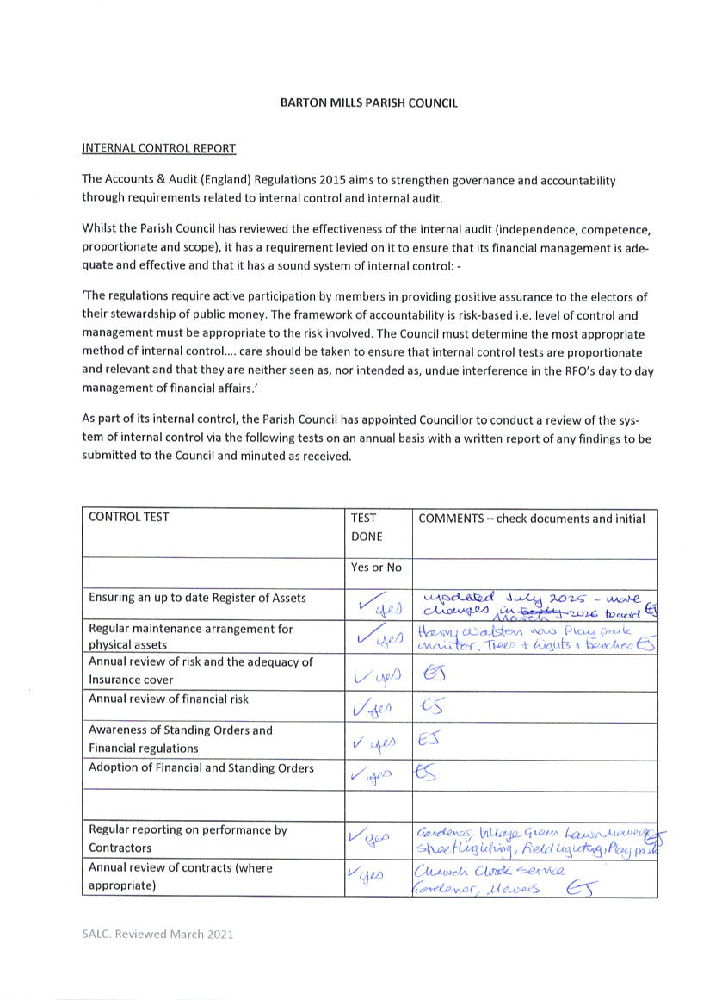 BARTON MILLS PARISH COUNCIL
INTERNAL CONTROL REPORT
The Accounts & Audit (England) Regulations 2015 aims to strengthen governance and accountability
through requirements related to internal control and internal audit.
Whilst the Parish Council has reviewed the effectiveness of the internal audit (independence, competence,
proportionate and scope), it has a requirement levied on it to ensure that its financial management is ade-
quate and effective and that it has a sound system of internal control: -
'The regulations require active participation by members in providing positive assurance to the electors of
their stewardship of public money. The framework of accountability is risk-based i.e. level of control and
management must be appropriate to the risk involved. The Council must determine the most appropriate
method of internal control.... care should be taken to ensure that internal control tests are proportionate
and relevant and that they are neither seen as, nor intended as, undue interference in the RFO's day to day
management of financial affairs.'
As part of its internal control, the Parish Council has appointed Councillor to conduct a review of the sys-
tem of internal control via the following tests on an annual basis with a written report of any findings to be
submitted to the Council and minuted as received.
CONTROL TEST
TEST
DONE
COMMENTS – check documents and initial
Yes or No
Ensuring an up to date Register of Assets
✓ yes
updated July 2025 - more
changes in 2026 to add EJ
March
Regular maintenance arrangement for
physical assets
✓ yes
Harry Walston now Play park
monitor. Trees + lights + benches EJ
Annual review of risk and the adequacy of
Insurance cover
✓ yes
EJ
Annual review of financial risk
✓ yes
EJ
Awareness of Standing Orders and
Financial regulations
✓ yes
EJ
Adoption of Financial and Standing Orders
✓ yes
EJ
Regular reporting on performance by
Contractors
✓ yes
Gardener, Village Green Lawn Mower EJ
Streetlighting, Field lighting, Play park
Annual review of contracts (where
appropriate)
✓ yes
Church Clock Service
Gardener, Mowers EJ
SALC. Reviewed March 2021